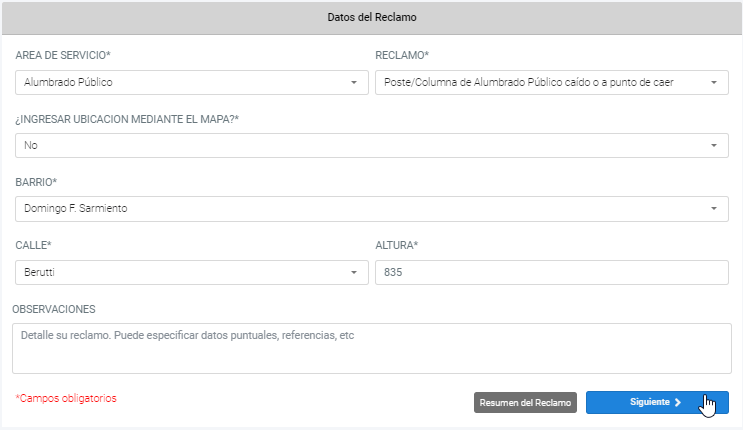 Datos del Reclamo
AREA DE SERVICIO* RECLAMO*
Alumbrado Público Poste/Columna de Alumbrado Público caído o a punto de caer
¿INGRESAR UBICACION MEDIANTE EL MAPA?*
No
BARRIO*
Domingo F. Sarmiento
CALLE* ALTURA*
Berutti 835
OBSERVACIONES
Detalle su reclamo. Puede especificar datos puntuales, referencias, etc
*Campos obligatorios Resumen del Reclamo Siguiente